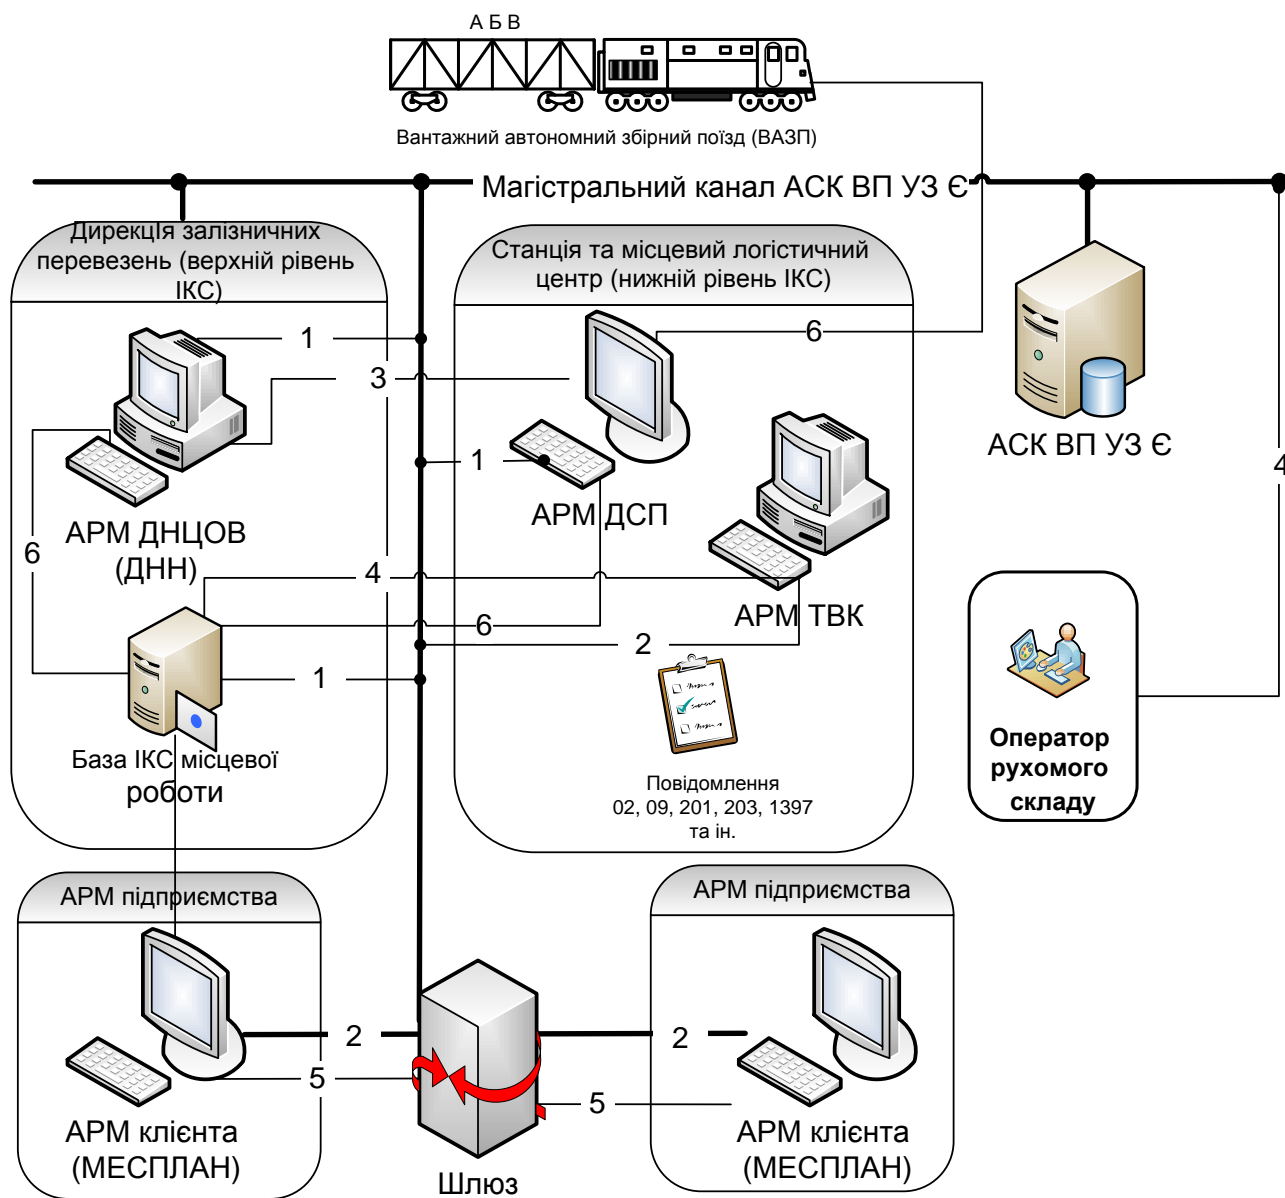 А Б В
Вантажний автономний збірний поїзд (ВАЗП)
Магістральний канал АСК ВП УЗ Є
Дирекція залізничних
перевезень (верхній рівень
ІКС)
Станція та місцевий логістичний
центр (нижній рівень ІКС)
1
6
3
1
АСК ВП УЗ Є
4
АРМ ДНЦОВ
(ДНН)
АРМ ДСП
6
4
АРМ ТВК
6
2
1
База ІКС місцевої
роботи
Повідомлення
02, 09, 201, 203, 1397
та ін.
Оператор
рухомого
складу
АРМ підприємства
АРМ підприємства
2
2
5
5
АРМ клієнта
(МЕСПЛАН)
Шлюз
АРМ клієнта
(МЕСПЛАН)